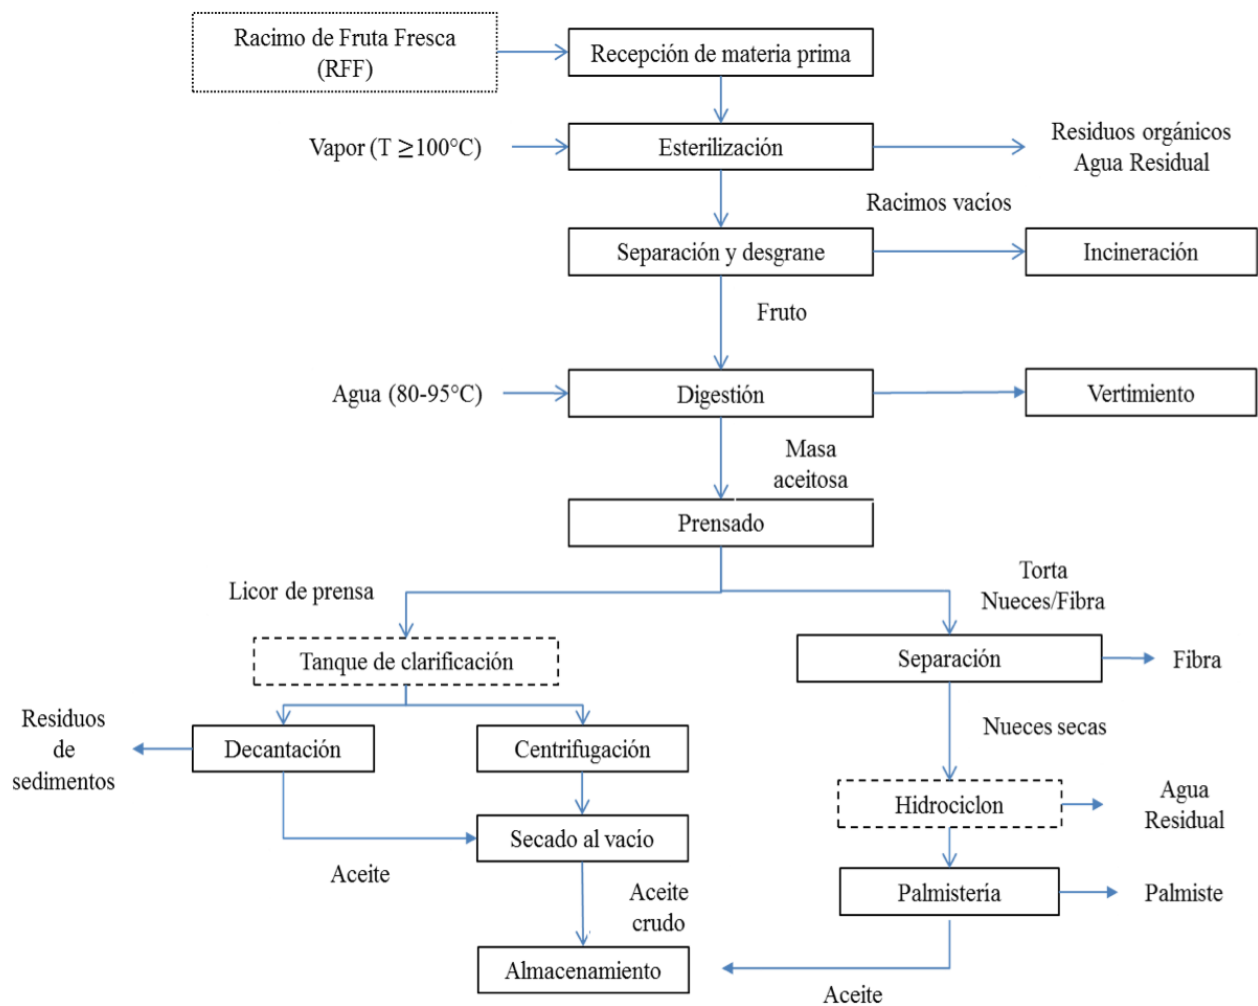 Racimo de Fruta Fresca
(RFF)
Recepción de materia prima
Vapor (T ≥100°C)
Esterilización
Residuos orgánicos
Agua Residual
Racimos vacíos
Separación y desgrane
Incineración
Fruto
Agua (80-95°C)
Digestión
Vertimiento
Masa
aceitosa
Prensado
Licor de prensa
Torta
Nueces/Fibra
Tanque de clarificación
Separación
Fibra
Residuos
de
sedimentos
Decantación
Centrifugación
Nueces secas
Hidrociclon
Agua
Residual
Secado al vacío
Aceite
Aceite
crudo
Palmistería
Palmiste
Almacenamiento
Aceite